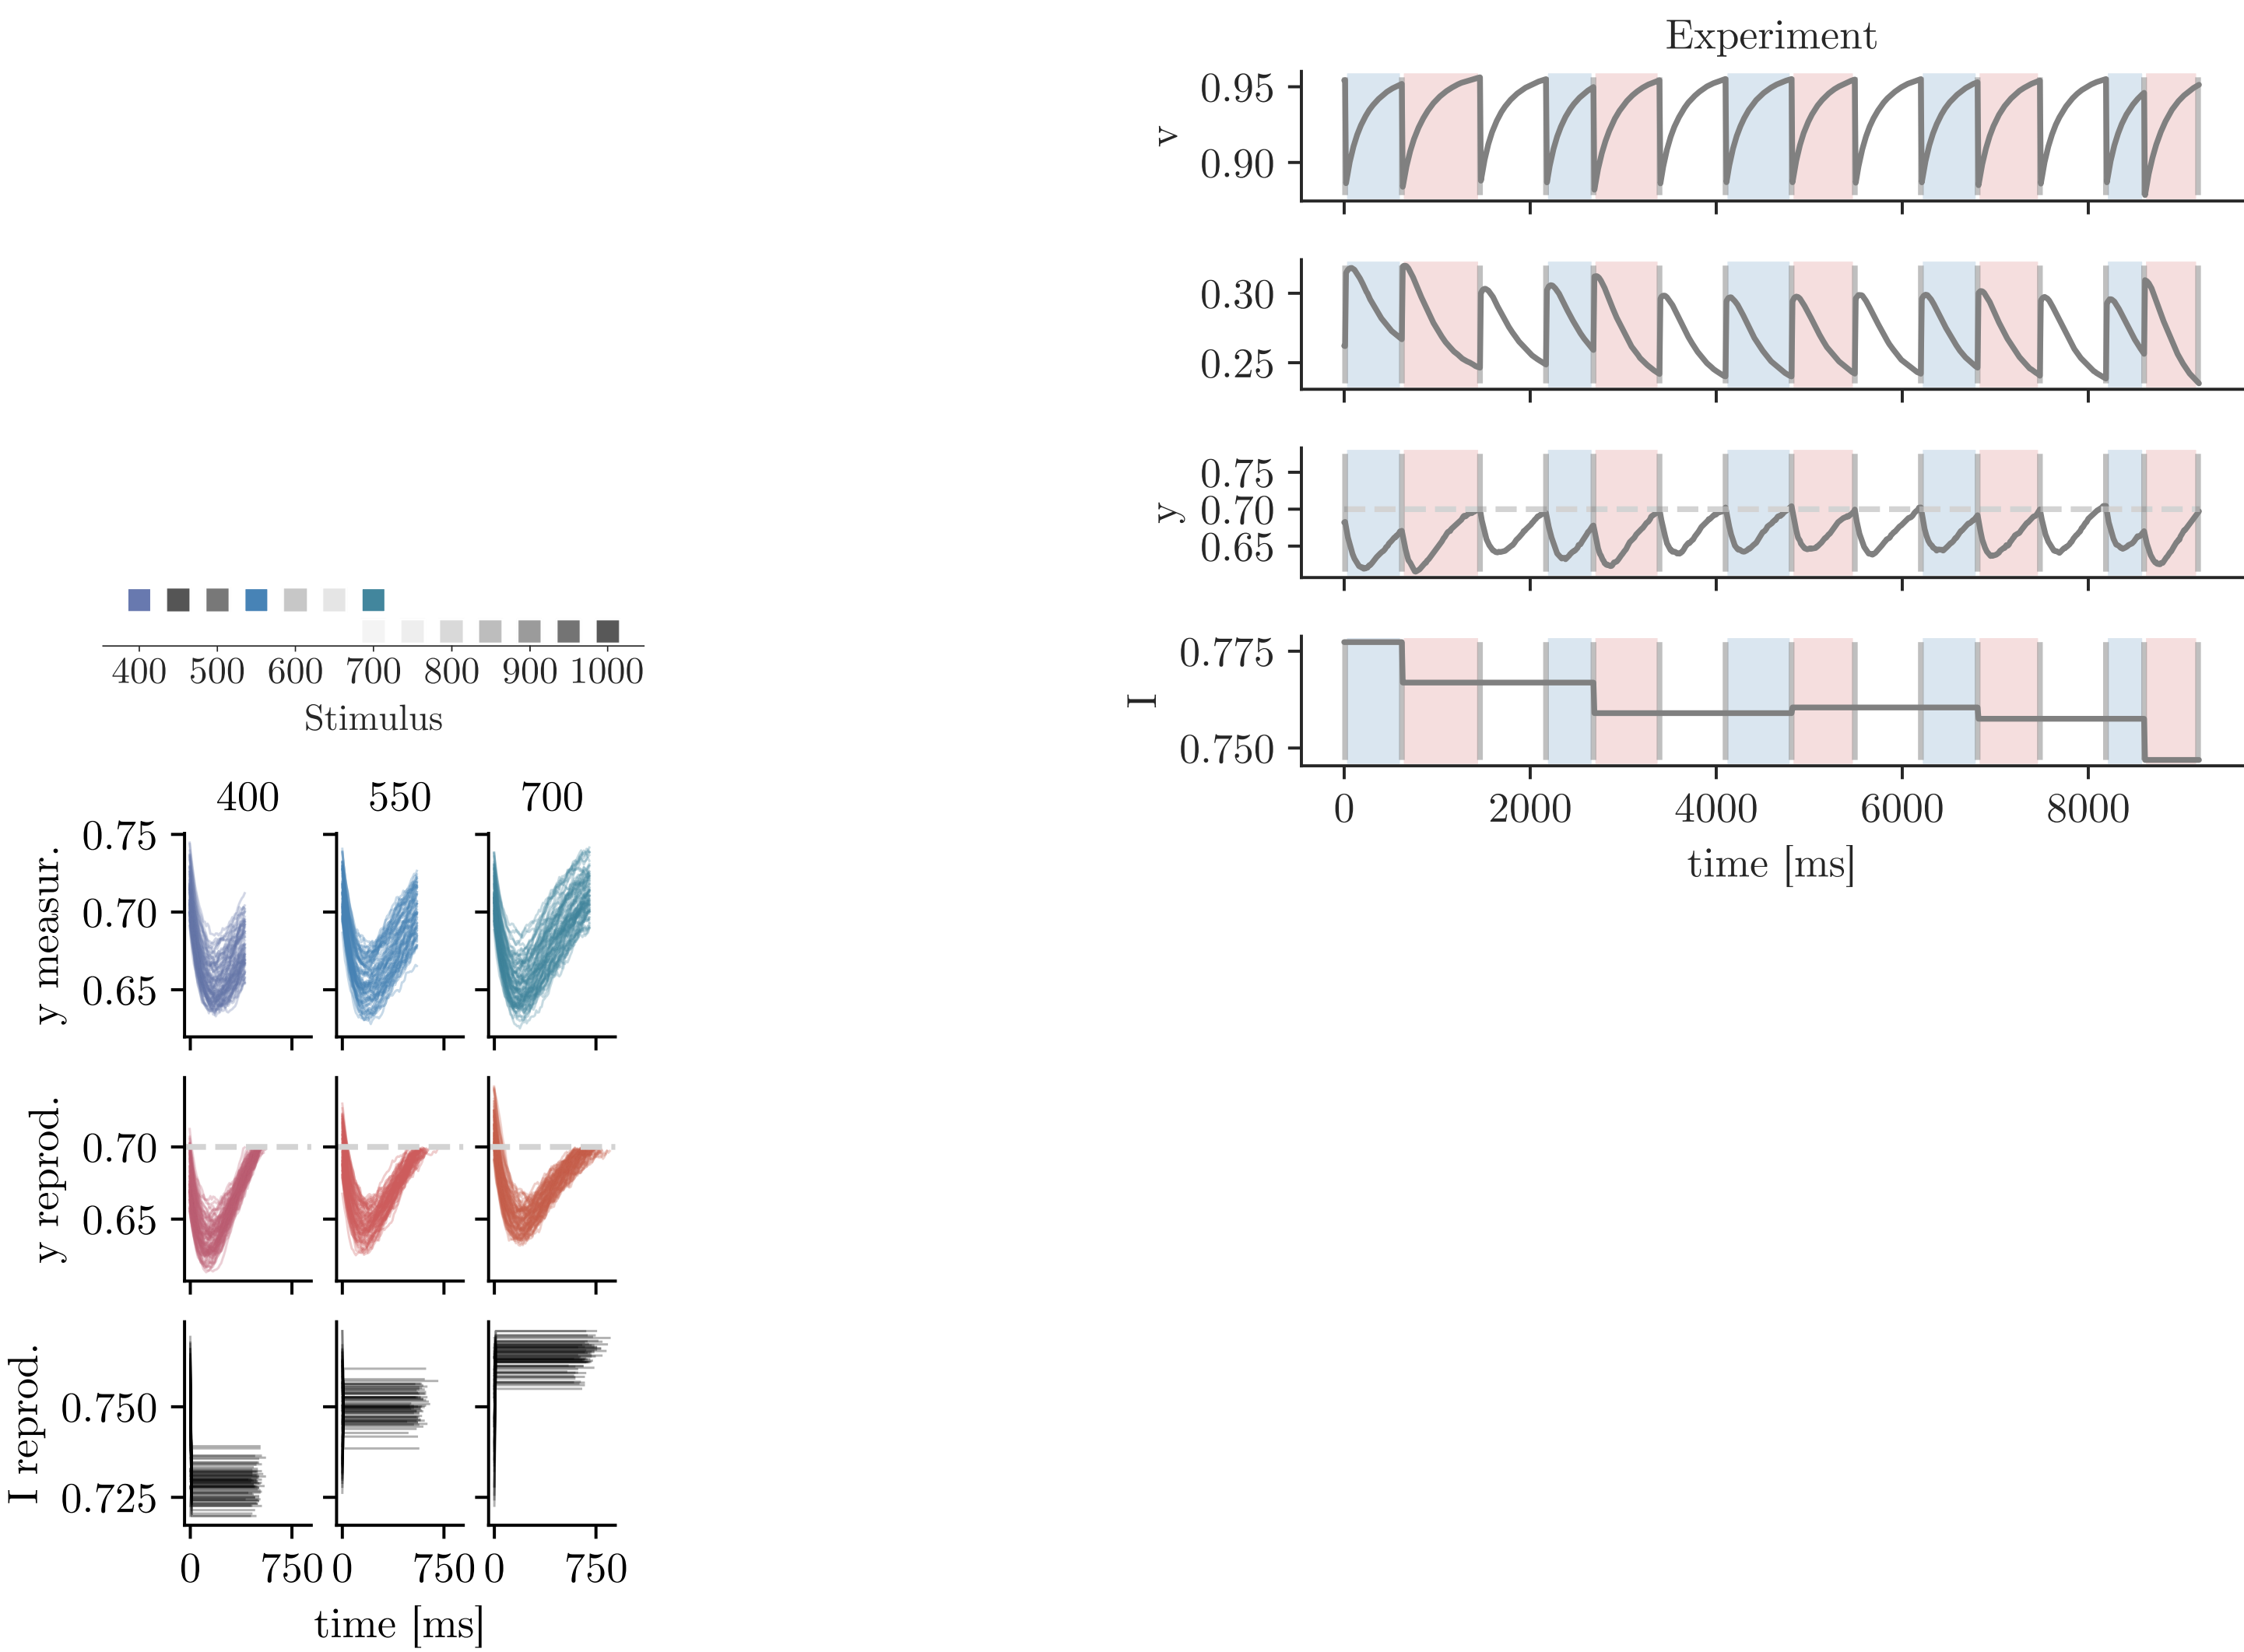 Experiment
v
0.95
0.90
0.30
0.25
y
0.75
0.70
0.65
I
0.775
0.750
0 2000 4000 6000 8000
time [ms]
400 500 600 700 800 900 1000
Stimulus
400 550 700
y measur.
0.75
0.70
0.65
y reprod.
0.70
0.65
I reprod.
0.750
0.725
0 750 0 750 0 750
time [ms]